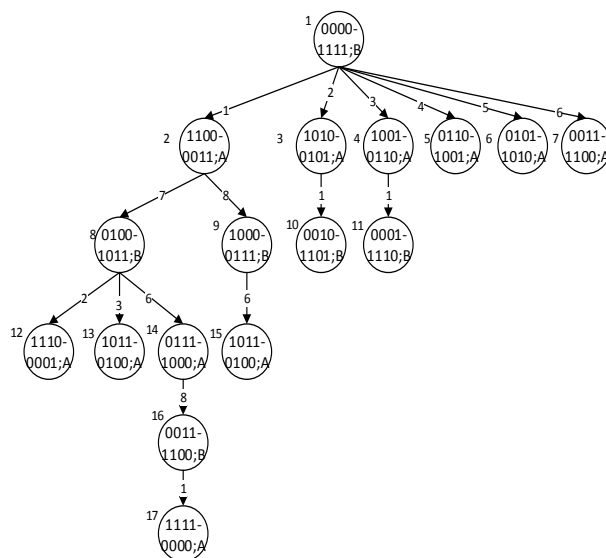 1
0000-
1111;B
1
2
3
4
5
6
2
1100-
0011;A
3
1010-
0101;A
4
1001-
0110;A
5
0110-
1001;A
6
0101-
1010;A
7
0011-
1100;A
7
8
1
1
8
0100-
1011;B
9
1000-
0111;B
10
0010-
1101;B
11
0001-
1110;B
2
3
6
6
12
1110-
0001;A
13
1011-
0100;A
14
0111-
1000;A
15
1011-
0100;A
8
16
0011-
1100;B
1
17
1111-
0000;A